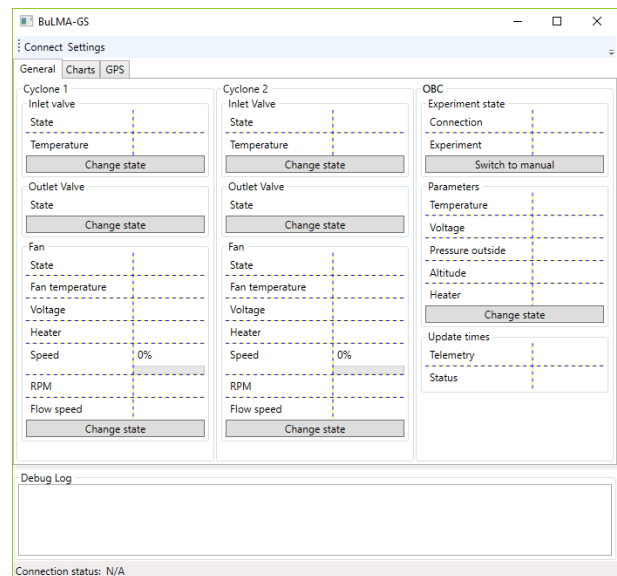 BuLMA-GS
Connect Settings
General Charts GPS
Cyclone 1
Inlet valve
State
Temperature
Change state
Outlet Valve
State
Change state
Fan
State
Fan temperature
Voltage
Heater
Speed 0%
RPM
Flow speed
Change state
Cyclone 2
Inlet Valve
State
Temperature
Change state
Outlet Valve
State
Change state
Fan
State
Fan temperature
Voltage
Heater
Speed 0%
RPM
Flow speed
Change state
OBC
Experiment state
Connection
Experiment
Switch to manual
Parameters
Temperature
Voltage
Pressure outside
Altitude
Heater
Change state
Update times
Telemetry
Status
Debug Log
Connection status: N/A